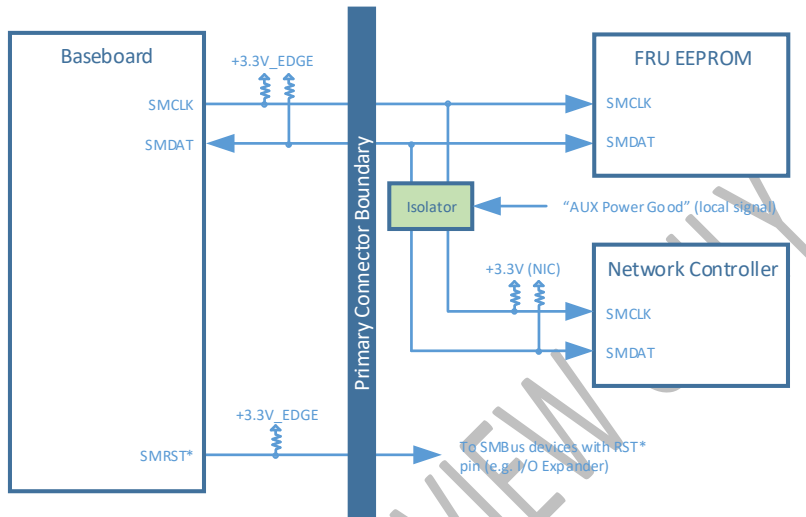 Baseboard
+3.3V_EDGE
FRU EEPROM
SMCLK
SMCLK
SMDAT
SMDAT
Primary Connector Boundary
Isolator
“AUX Power Good” (local signal)
+3.3V (NIC)
Network Controller
SMCLK
SMDAT
+3.3V_EDGE
SMRST*
To SMBus devices with RST*
pin (e.g. I/O Expander)